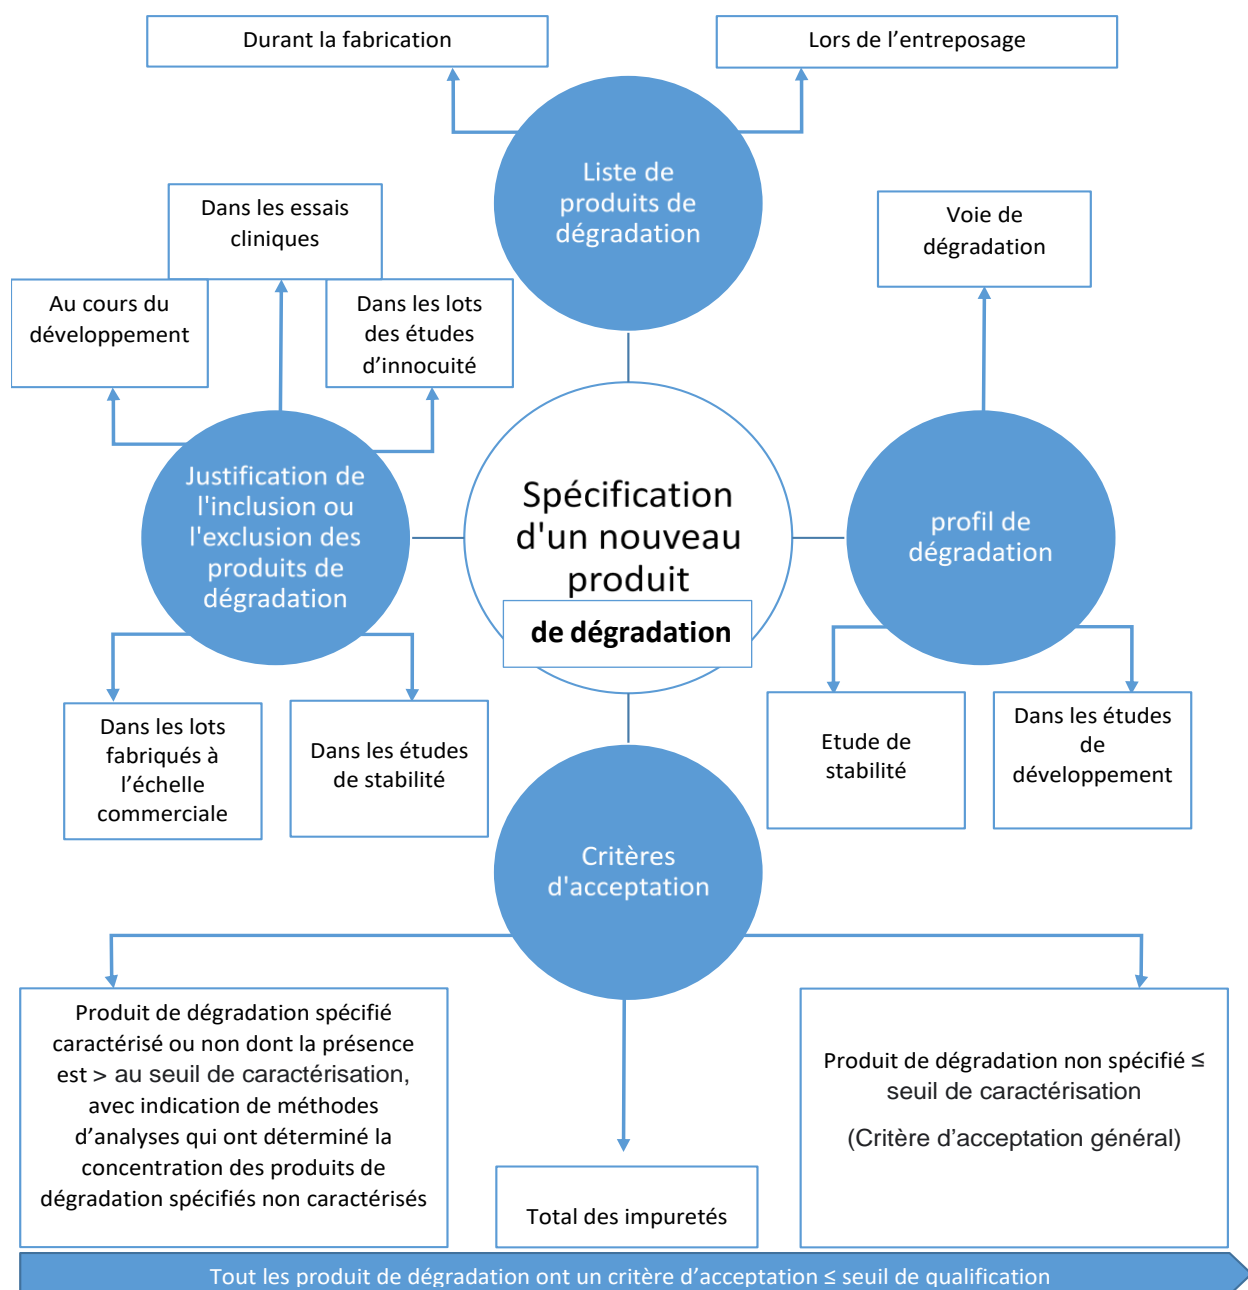 Durant la fabrication
Lors de l’entreposage
Liste de
produits de
dégradation
Dans les essais
cliniques
Voie de
dégradation
Au cours du
développement
Dans les lots
des études
d’innocuité
Justification de
l'inclusion ou
l'exclusion des
produits de
dégradation
Spécification
d'un nouveau
produit
de dégradation
profil de
dégradation
Dans les lots
fabriqués à
l’échelle
commerciale
Dans les études
de stabilité
Etude de
stabilité
Dans les études
de
développement
Critères
d'acceptation
Produit de dégradation spécifié
caractérisé ou non dont la présence
est > au seuil de caractérisation,
avec indication de méthodes
d’analyses qui ont déterminé la
concentration des produits de
dégradation spécifiés non caractérisés
Total des impuretés
Produit de dégradation non spécifié ≤
seuil de caractérisation
(Critère d’acceptation général)
Tout les produit de dégradation ont un critère d’acceptation ≤ seuil de qualification